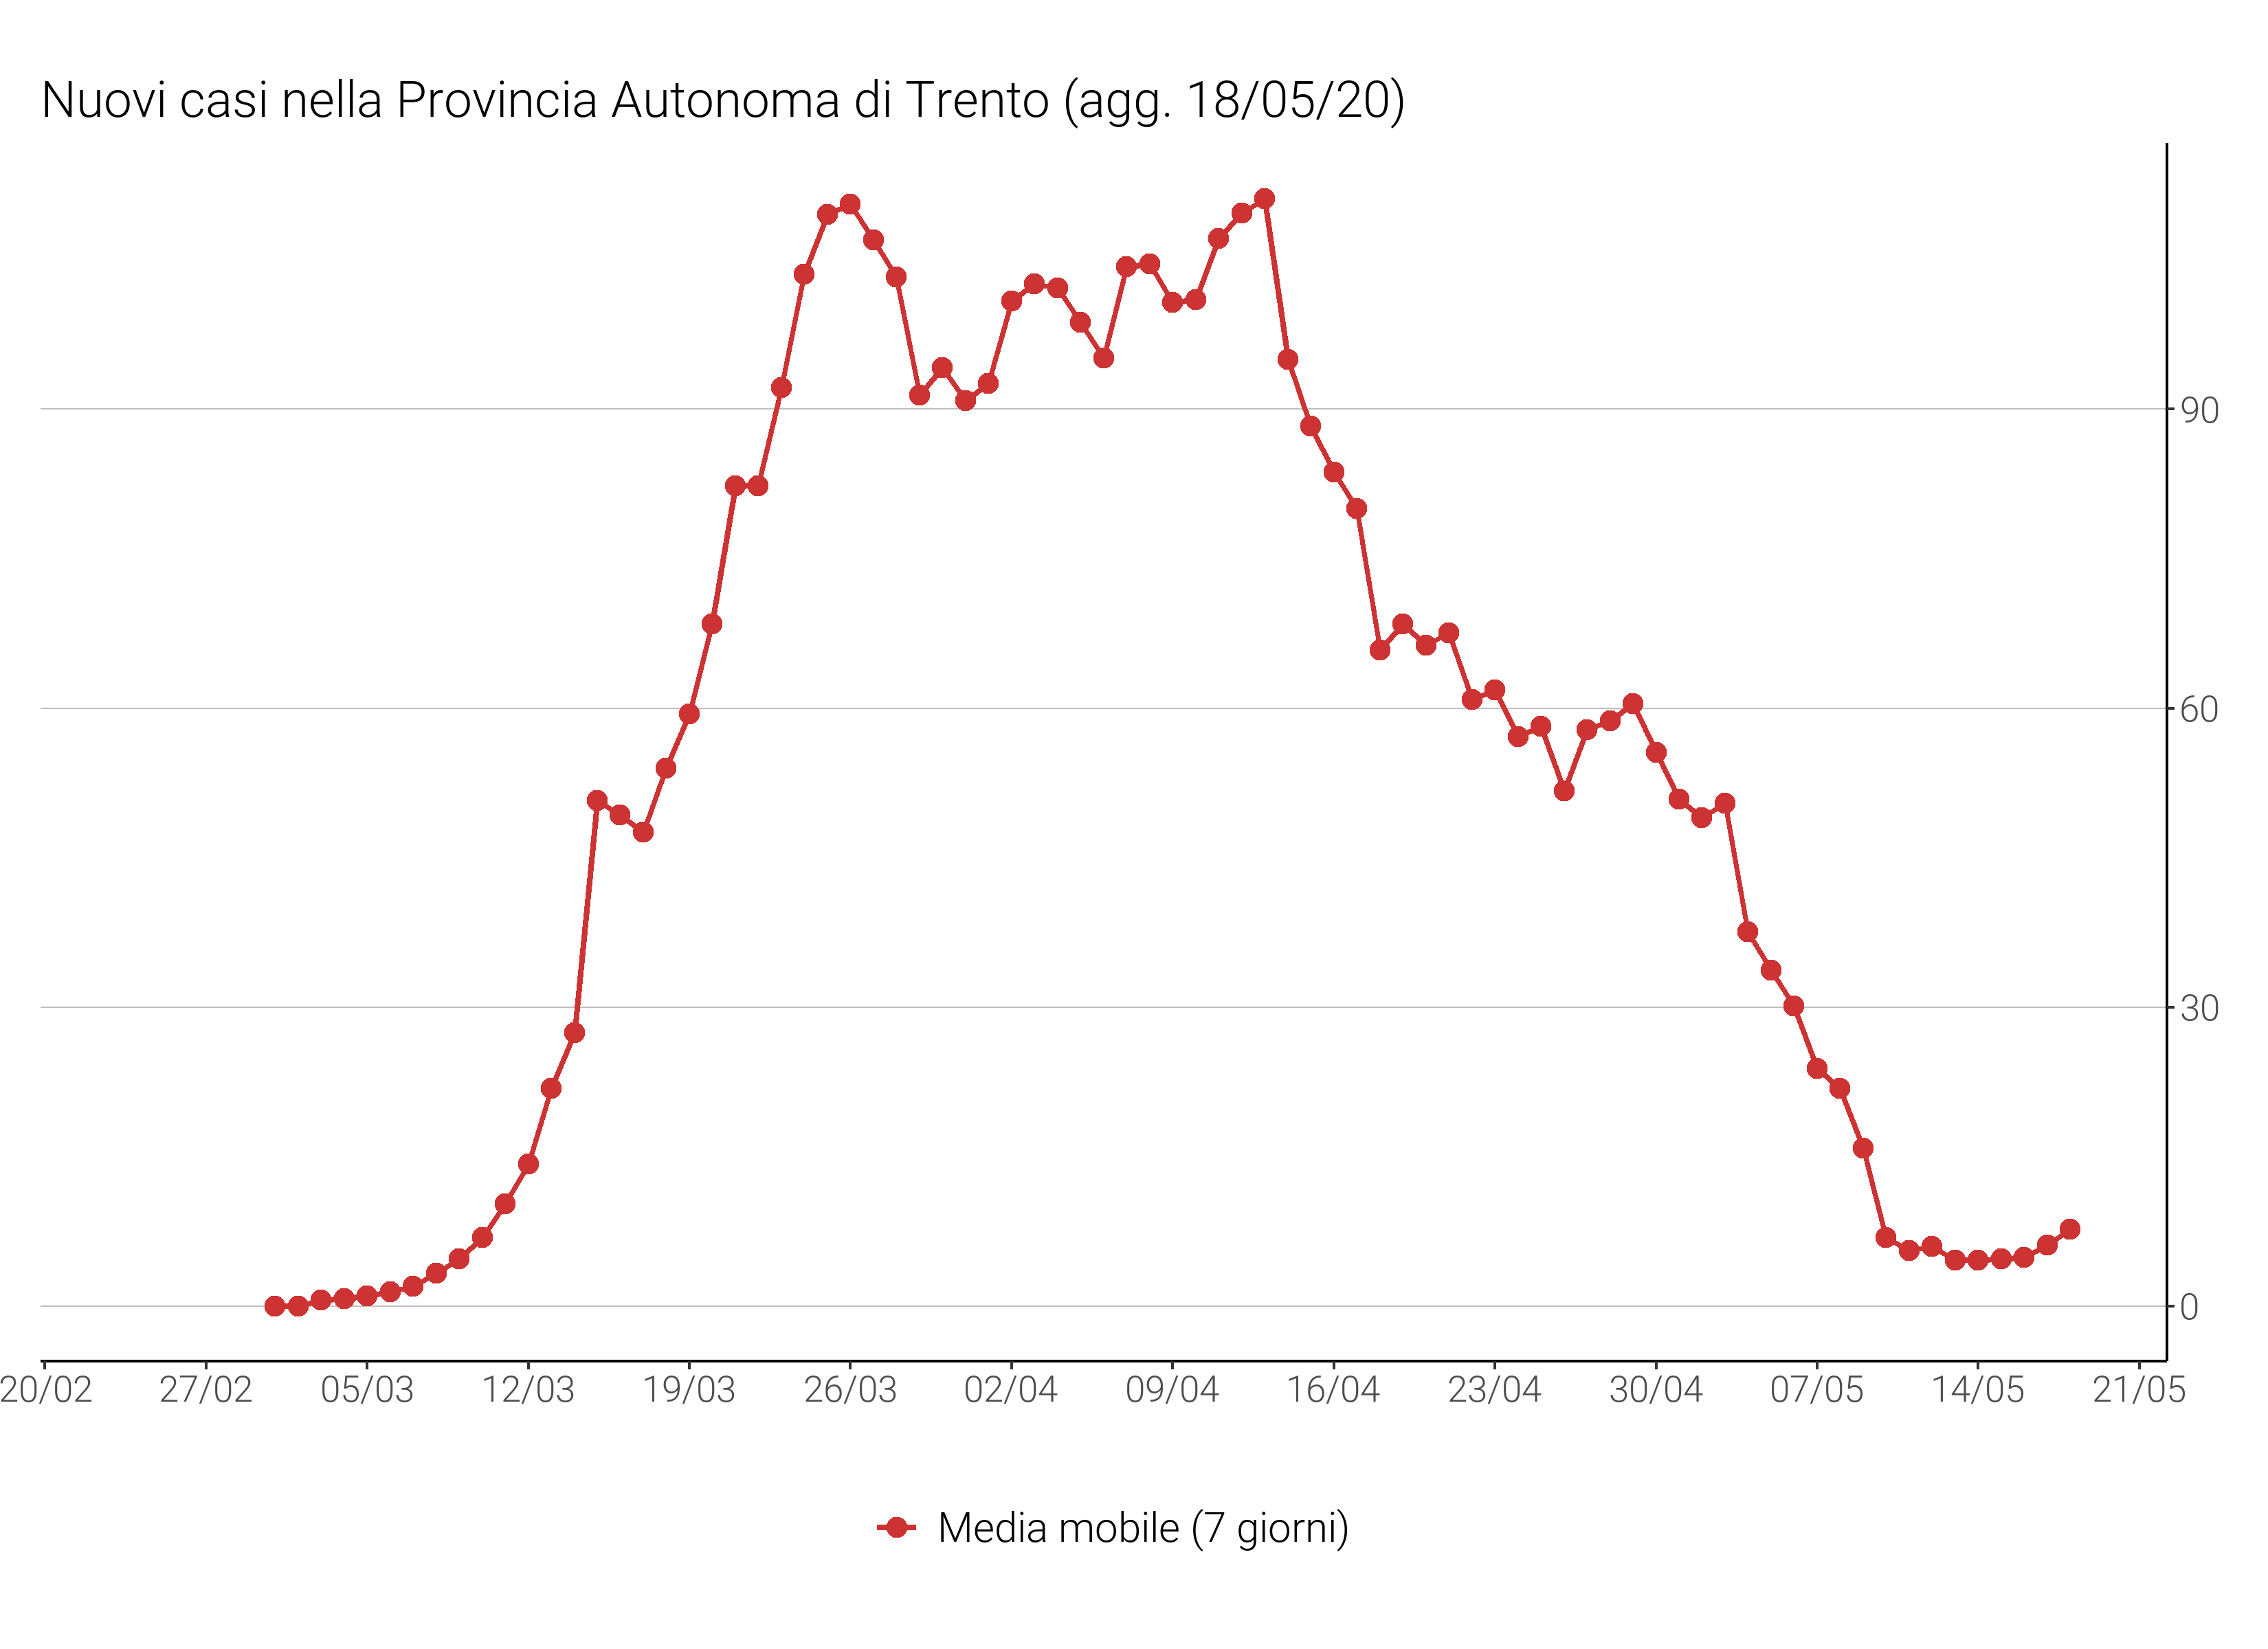 Nuovi casi nella Provincia Autonoma di Trento (agg. 18/05/20)
90
60
30
0
20/02 27/02 05/03 12/03 19/03 26/03 02/04 09/04 16/04 23/04 30/04 07/05 14/05 21/05
Media mobile (7 giorni)